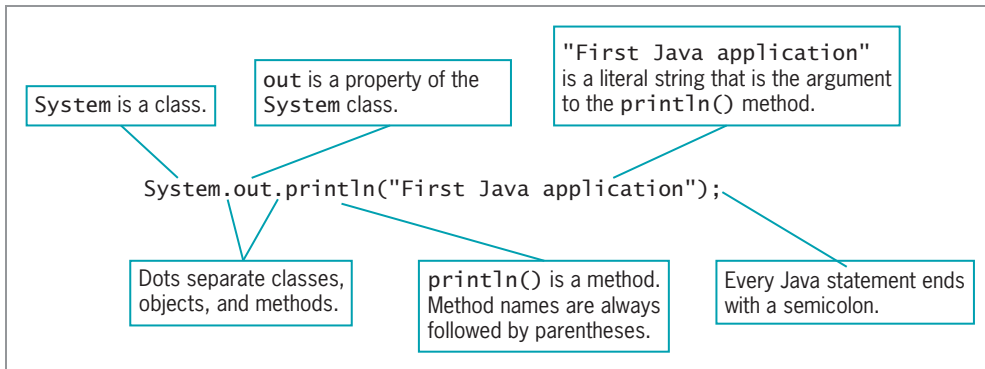 "First Java application"
is a literal string that is the argument
to the println() method.
out is a property of the
System class.
System is a class.
System.out.println("First Java application");
Dots separate classes,
objects, and methods.
println() is a method.
Method names are always
followed by parentheses.
Every Java statement ends
with a semicolon.